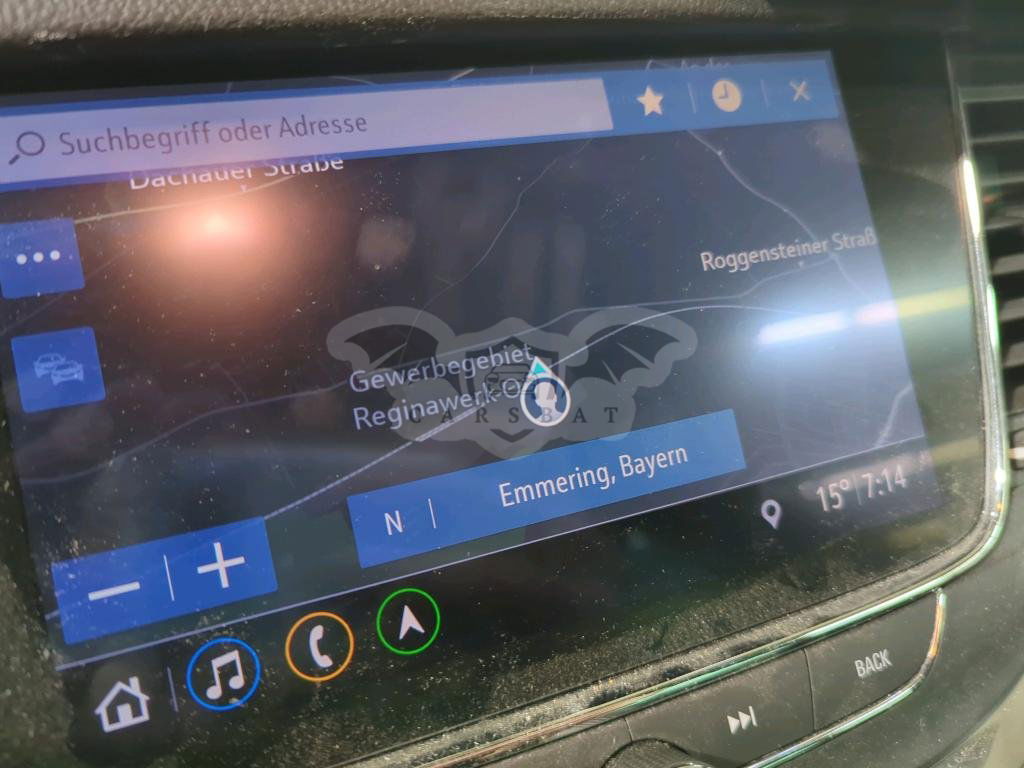 Suchbegriff oder Adresse
Dachauer Straße
Roggensteiner Straß
Gewerbegebiet
Reginawerk
CARSBAT
N
Emmering, Bayern
15° 7:14
BACK